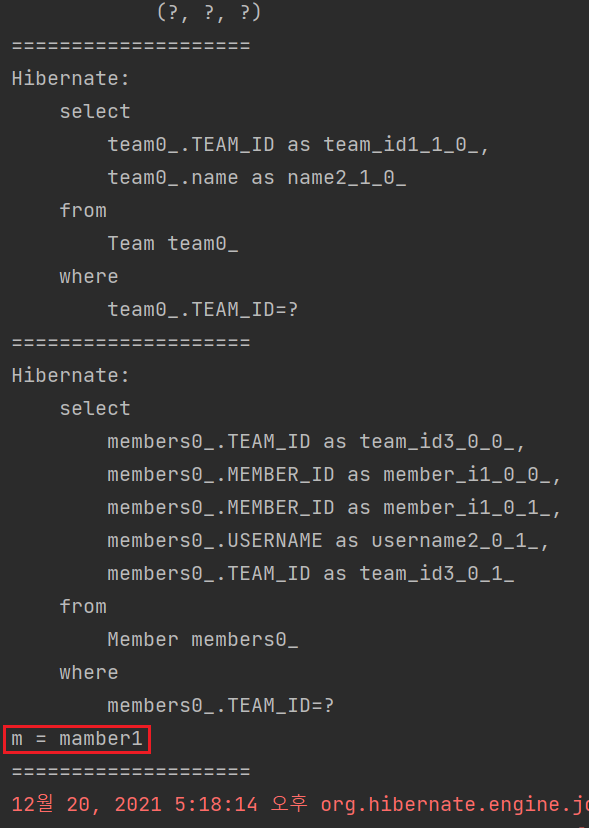 (?, ?, ?)
====================
Hibernate:
select
team0_.TEAM_ID as team_id1_1_0_,
team0_.name as name2_1_0_
from
Team team0_
where
team0_.TEAM_ID=?
====================
Hibernate:
select
members0_.TEAM_ID as team_id3_0_0_,
members0_.MEMBER_ID as member_i1_0_0_,
members0_.MEMBER_ID as member_i1_0_1_,
members0_.USERNAME as username2_0_1_,
members0_.TEAM_ID as team_id3_0_1_
from
Member members0_
where
members0_.TEAM_ID=?
m = mamber1
====================
12월 20, 2021 5:18:14 오후 org.hibernate.engine.